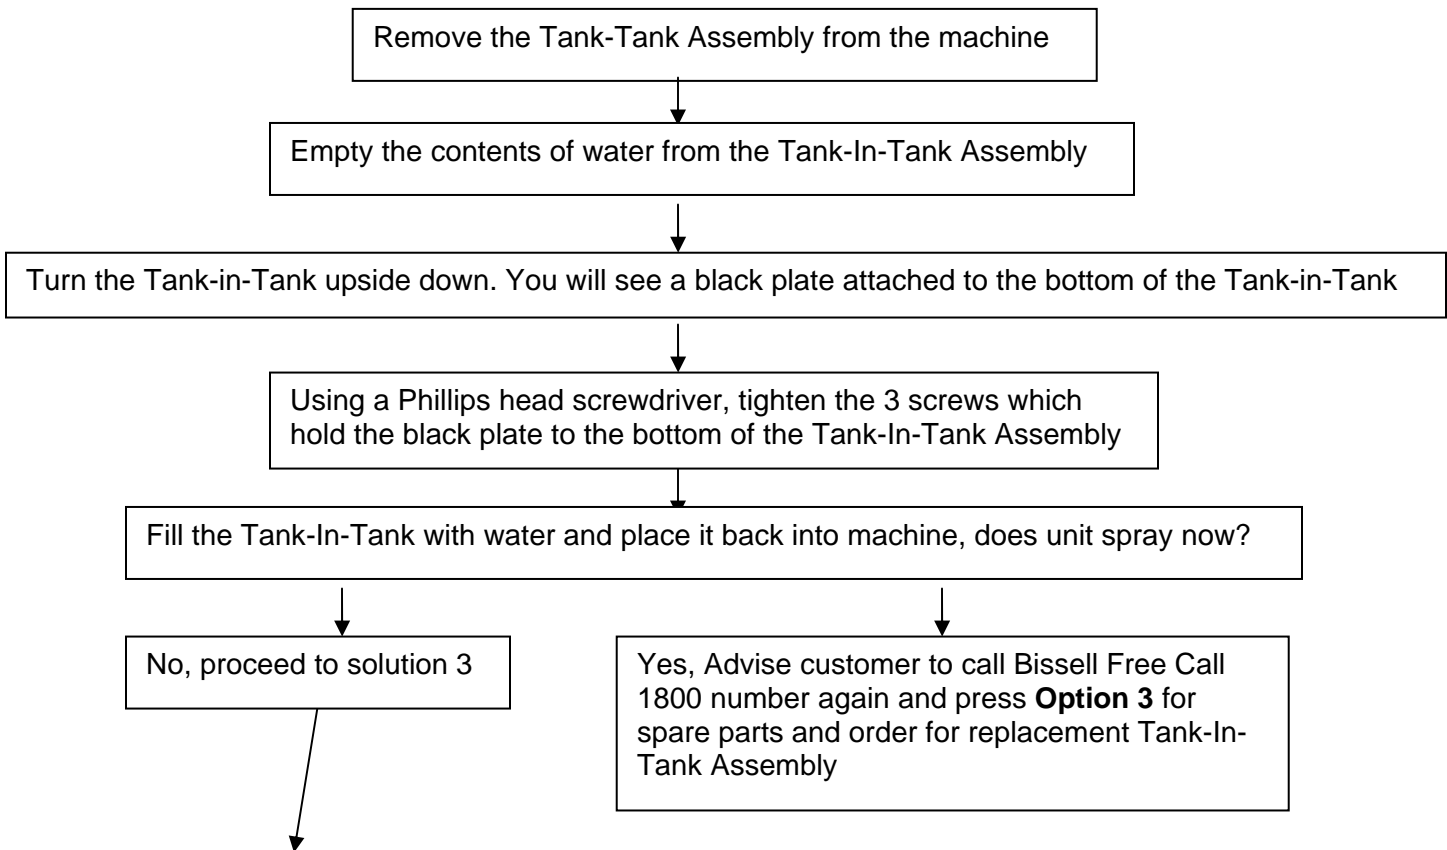 Remove the Tank-Tank Assembly from the machine
Empty the contents of water from the Tank-In-Tank Assembly
Turn the Tank-in-Tank upside down. You will see a black plate attached to the bottom of the Tank-in-Tank
Using a Phillips head screwdriver, tighten the 3 screws which
hold the black plate to the bottom of the Tank-In-Tank Assembly
Fill the Tank-In-Tank with water and place it back into machine, does unit spray now?
No, proceed to solution 3
Yes, Advise customer to call Bissell Free Call
1800 number again and press Option 3 for
spare parts and order for replacement Tank-In-
Tank Assembly